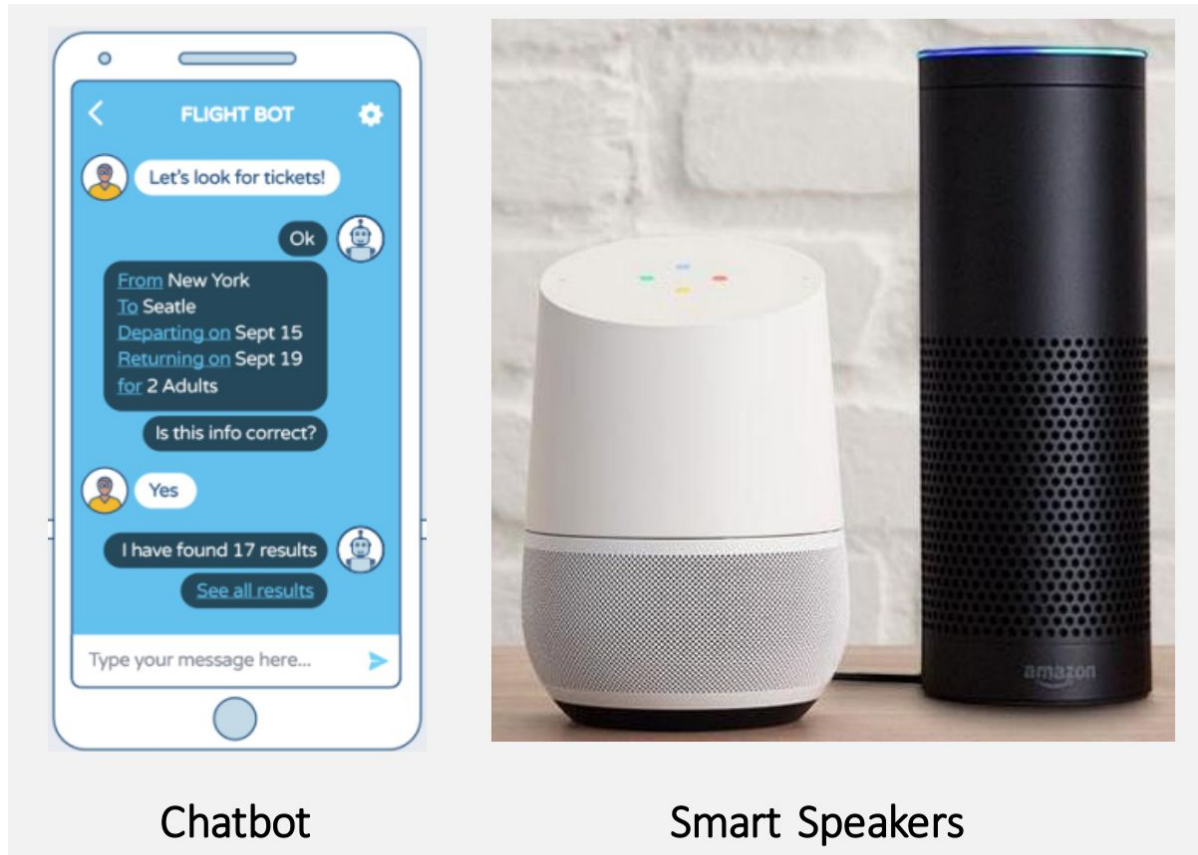 FLIGHT BOT
Let's look for tickets!
Ok
From New York
To Seatle
Departing on Sept 15
Returning on Sept 19
for 2 Adults
Is this info correct?
Yes
I have found 17 results
See all results
Type your message here...
amazon
Chatbot
Smart Speakers